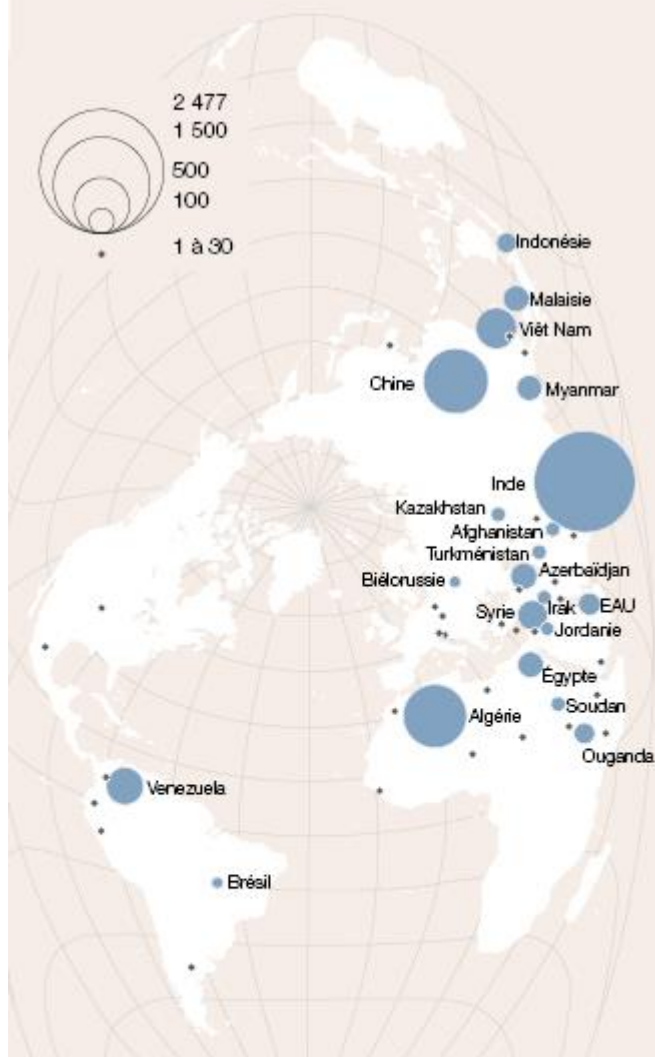 2 477
1 500
500
100
1 à 30
Indonésie
Malaisie
Viêt Nam
Chine
Myanmar
Inde
Kazakhstan
Afghanistan
Turkménistan
Azerbaïdjan
Biélorussie
Irak
EAU
Syrie
Jordanie
Égypte
Algérie
Soudan
Ouganda
Venezuela
Brésil